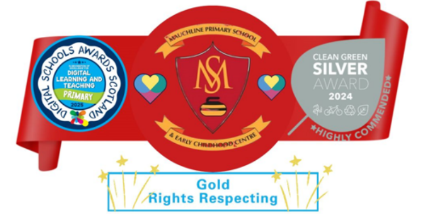 DIGITAL SCHOOLS AWARDS SCOTLAND
DIGITAL
LEARNING AND
TEACHING
PRIMARY
MAUCHLINE PRIMARY SCHOOL
MS
& EARLY CHILDHOOD CENTRE
CLEAN GREEN
SILVER
AWARD
2024
*HIGHLY COMMENDED*
Gold
Rights Respecting